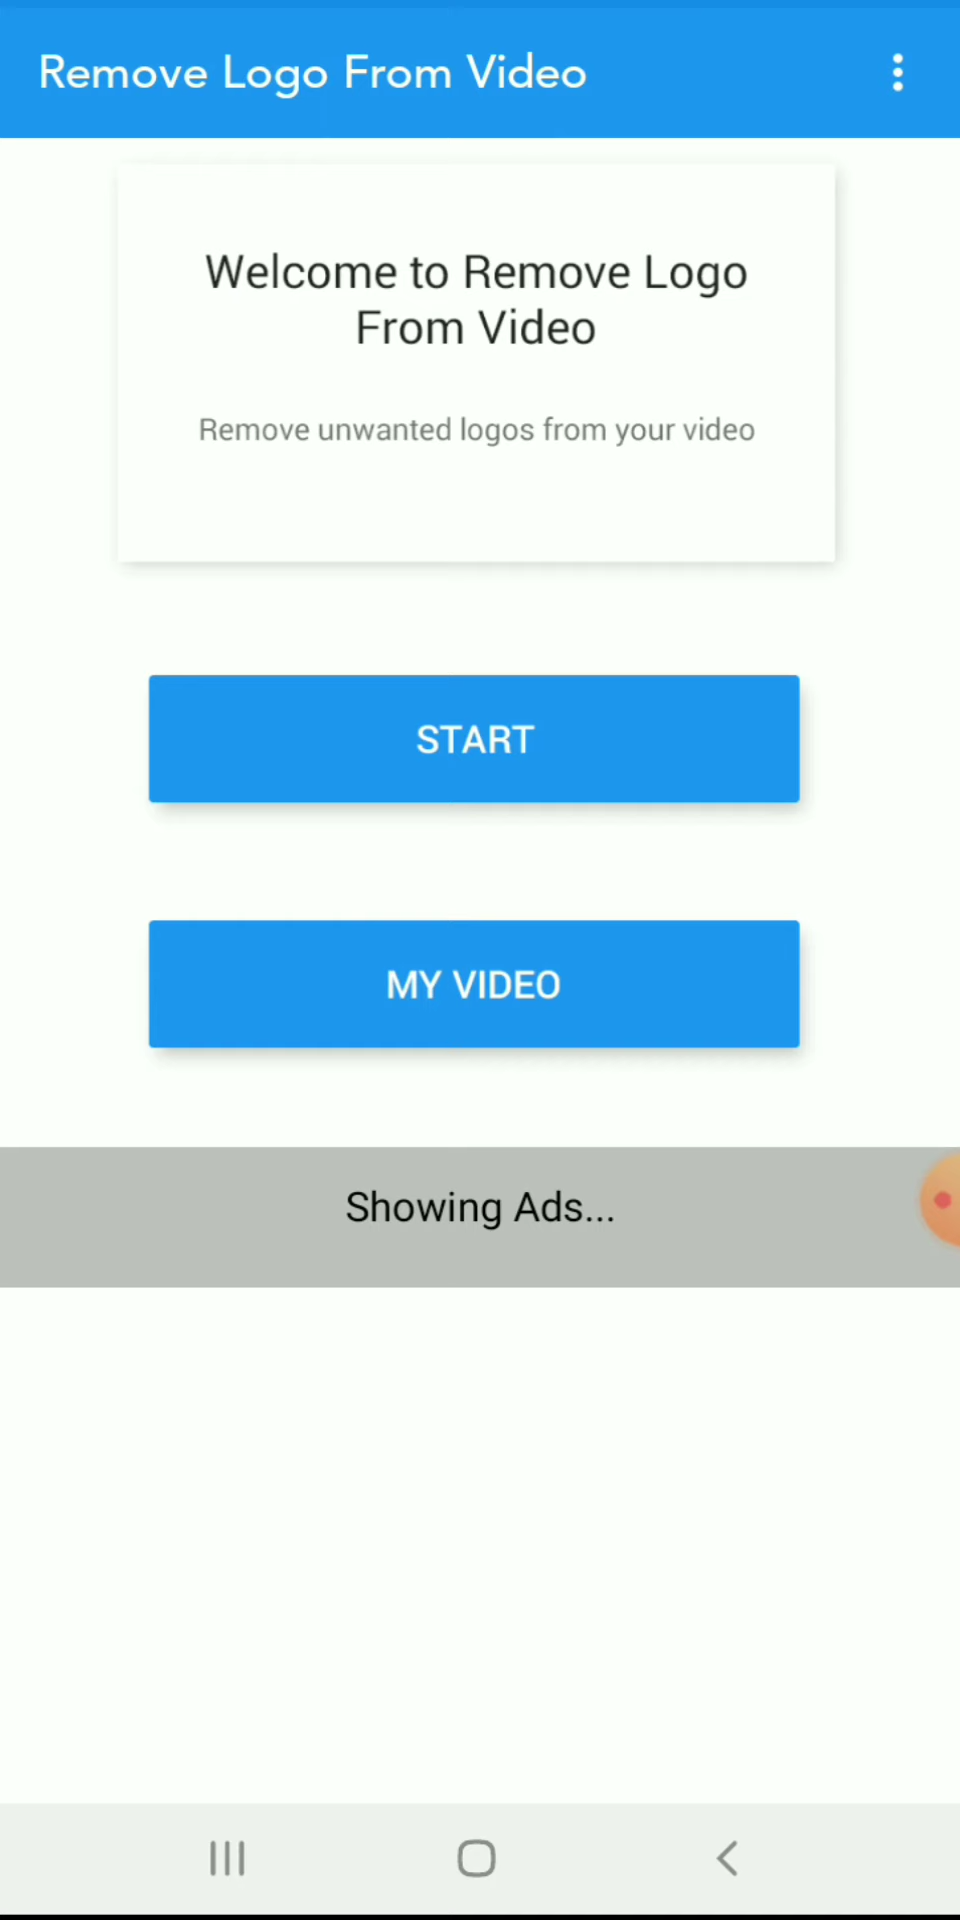 Remove Logo From Video
Welcome to Remove Logo
From Video
Remove unwanted logos from your video
START
MY VIDEO
Showing Ads...